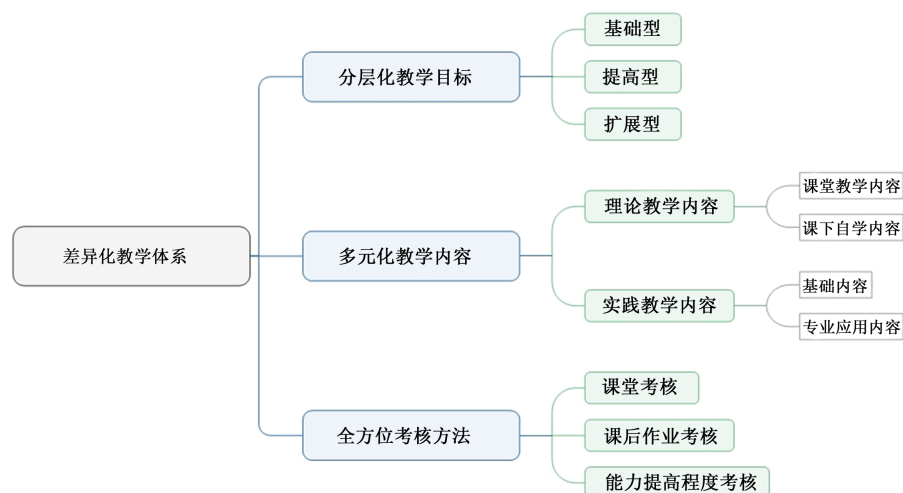 差异化教学体系
分层化教学目标
基础型
提高型
扩展型
多元化教学内容
理论教学内容
课堂教学内容
课下自学内容
实践教学内容
基础内容
专业应用内容
全方位考核方法
课堂考核
课后作业考核
能力提高程度考核